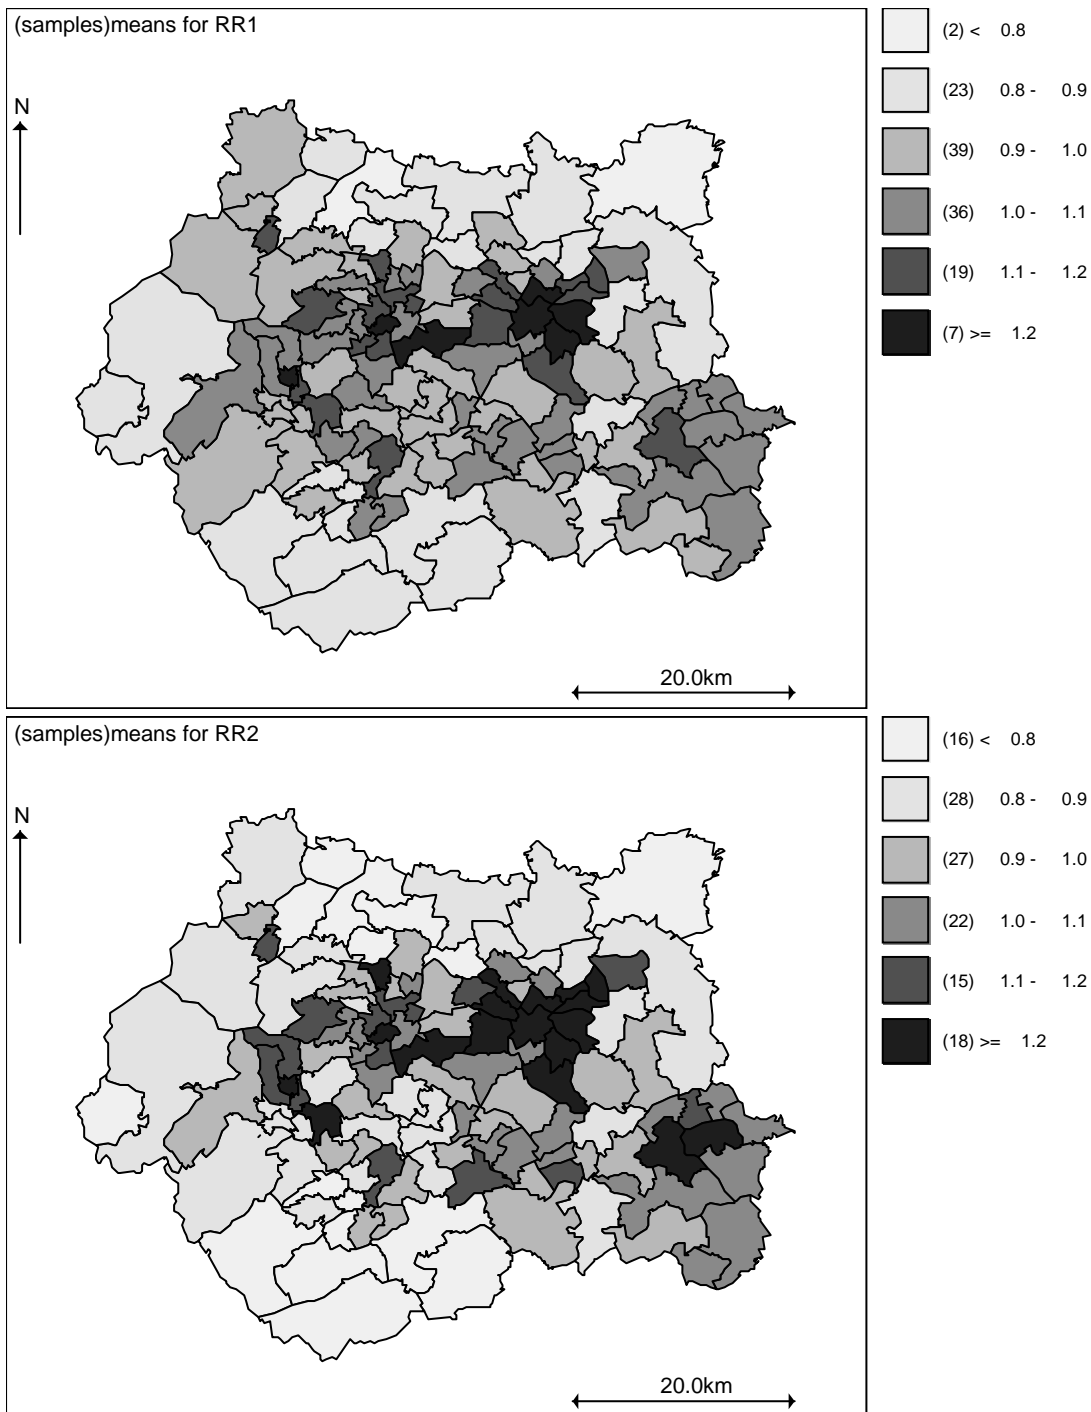 (samples)means for RR1
N
20.0km
(2) < 0.8
(23) 0.8 - 0.9
(39) 0.9 - 1.0
(36) 1.0 - 1.1
(19) 1.1 - 1.2
(7) >= 1.2
(samples)means for RR2
N
20.0km
(16) < 0.8
(28) 0.8 - 0.9
(27) 0.9 - 1.0
(22) 1.0 - 1.1
(15) 1.1 - 1.2
(18) >= 1.2